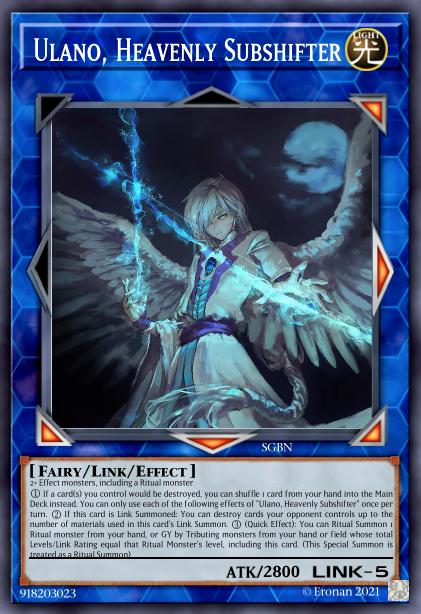 ULANO, HEAVENLY SUBSHIFTER
LIGHT
光
SGBN
[ FAIRY/LINK/EFFECT ]
2+ Effect monsters, including a Ritual monster
① If a card(s) you control would be destroyed, you can shuffle 1 card from your hand into the Main
Deck instead. You can only use each of the following effects of "Ulano, Heavenly Subshifter" once per
turn. ② If this card is Link Summoned: You can destroy cards your opponent controls up to the
number of materials used in this card's Link Summon. ③ (Quick Effect): You can Ritual Summon 1
Ritual monster from your hand, or GY by Tributing monsters from your hand or field whose total
Levels/Link Rating equal that Ritual Monster's level, including this card. (This Special Summon is
treated as a Ritual Summon)
ATK/2800 LINK-5
918203023
© Eronan 2021